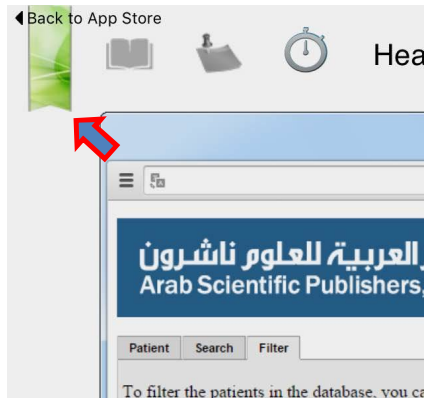 Back to App Store
Hea
العربية للعلوم ناشرون
Arab Scientific Publishers,
Patient Search Filter
To filter the patients in the database, you ca